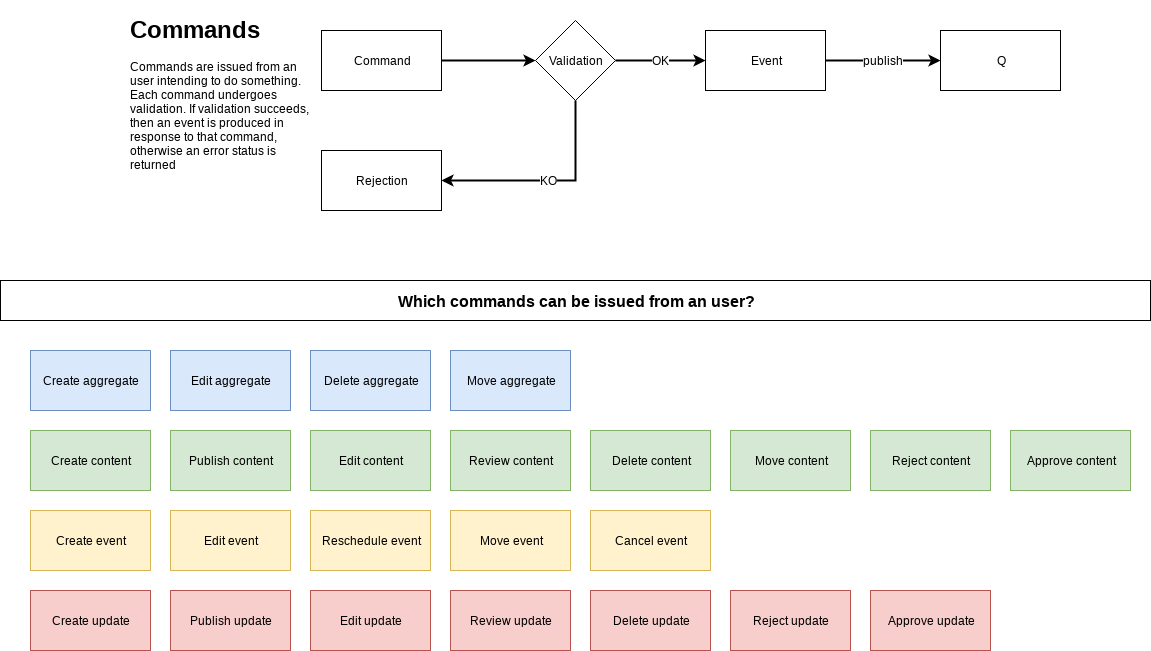 Commands
Commands are issued from an
user intending to do something.
Each command undergoes
validation. If validation succeeds,
then an event is produced in
response to that command,
otherwise an error status is
returned
Command
Validation
OK
Event
publish
Q
Rejection
KO
Which commands can be issued from an user?
Create aggregate
Edit aggregate
Delete aggregate
Move aggregate
Create content
Publish content
Edit content
Review content
Delete content
Move content
Reject content
Approve content
Create event
Edit event
Reschedule event
Move event
Cancel event
Create update
Publish update
Edit update
Review update
Delete update
Reject update
Approve update